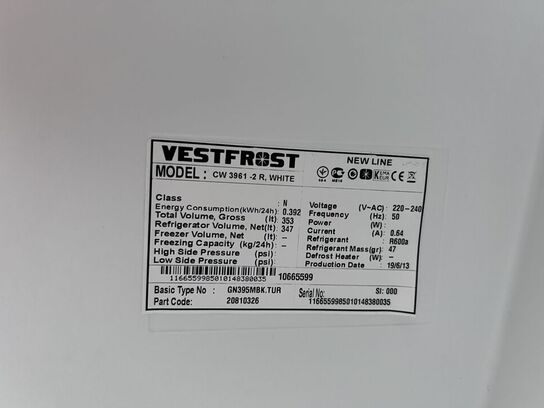 VESTFROST
NEW LINE
MODEL : CW 3961 -2 R, WHITE
Class : N
Energy Consumption(kWh/24h): 0.392
Total Volume, Gross (lt): 353
Refrigerator Volume, Net(lt): 347
Freezer Volume, Net (lt): –
Freezing Capacity (kg/24h)–
High Side Pressure (psi):
Low Side Pressure (psi):
Voltage (V~AC) : 220-240
Frequency (Hz) : 50
Power (W) :
Current (A) : 0.64
Refrigerant : R600a
Refrigerant Mass(gr) : 47
Defrost Heater (W) : –
Production Date : 19/6/13
1166559985010148380035
10665599
Basic Type No : GN395MBK.TUR
Part Code: 20810326
Serial No: SI: 000
1166559985010148380035